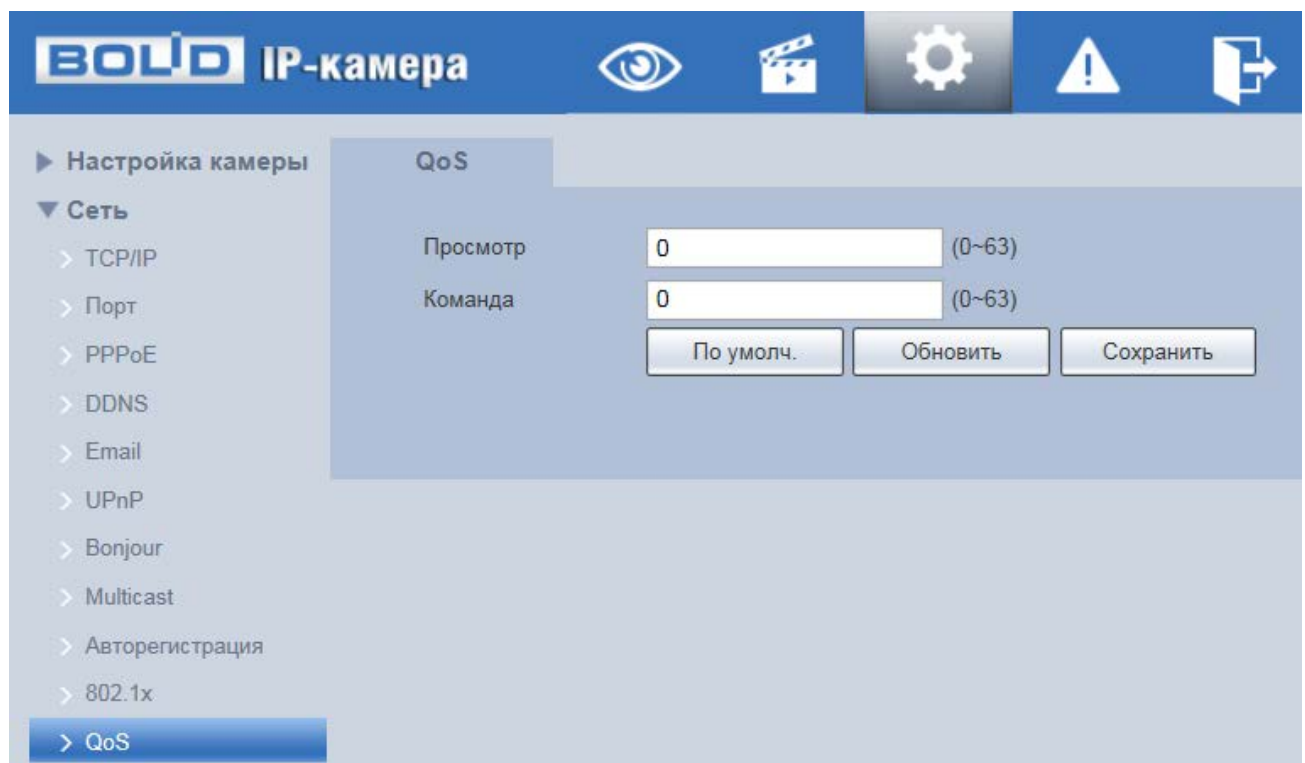 BOLID IP-камера
Настройка камеры
QoS
Сеть
TCP/IP
Просмотр 0 (0~63)
Порт
Команда 0 (0~63)
PPPoE
По умолч. Обновить Сохранить
DDNS
Email
UPnP
Bonjour
Multicast
Авторегистрация
802.1x
QoS